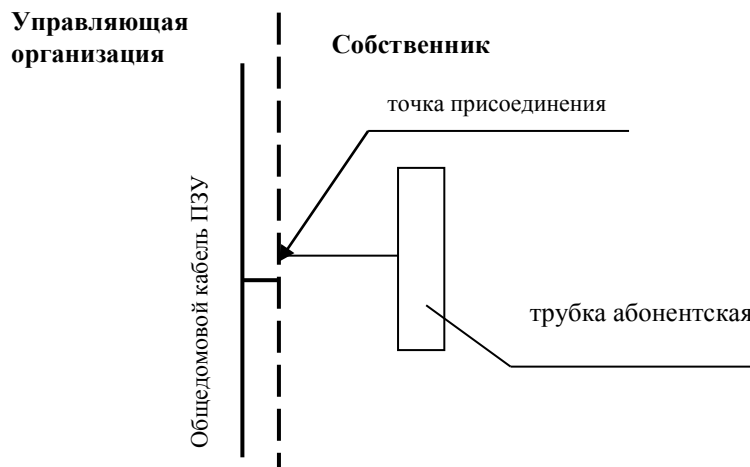 Управляющая
организация
Собственник
точка присоединения
Общедомовой кабель ПЗУ
трубка абонентская